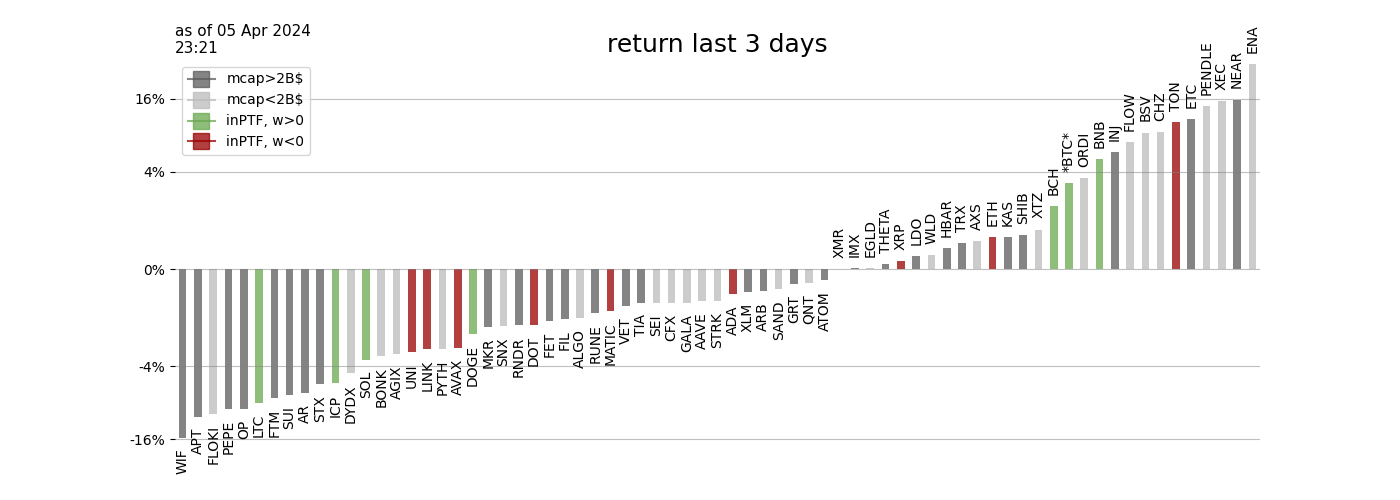 as of 05 Apr 2024
23:21
return last 3 days
mcap>2B$
mcap<2B$
inPTF, w>0
inPTF, w<0
16%
4%
0%
-4%
-16%
WIF
APT
FLOKI
PEPE
OP
LTC
FTM
SUI
AR
STX
ICP
DYDX
SOL
BONK
AGIX
UNI
LINK
PYTH
AVAX
DOGE
MKR
SNX
RNDR
DOT
FET
FIL
ALGO
RUNE
MATIC
VET
TIA
SEI
CFX
GALA
AAVE
STRK
ADA
XLM
ARB
SAND
GRT
QNT
ATOM
XMR
IMX
EGLD
THETA
XRP
LDO
WLD
HBAR
TRX
AXS
ETH
KAS
SHIB
XTZ
BCH
*BTC*
ORDI
BNB
INJ
FLOW
BSV
CHZ
TON
ETC
PENDLE
XEC
NEAR
ENA